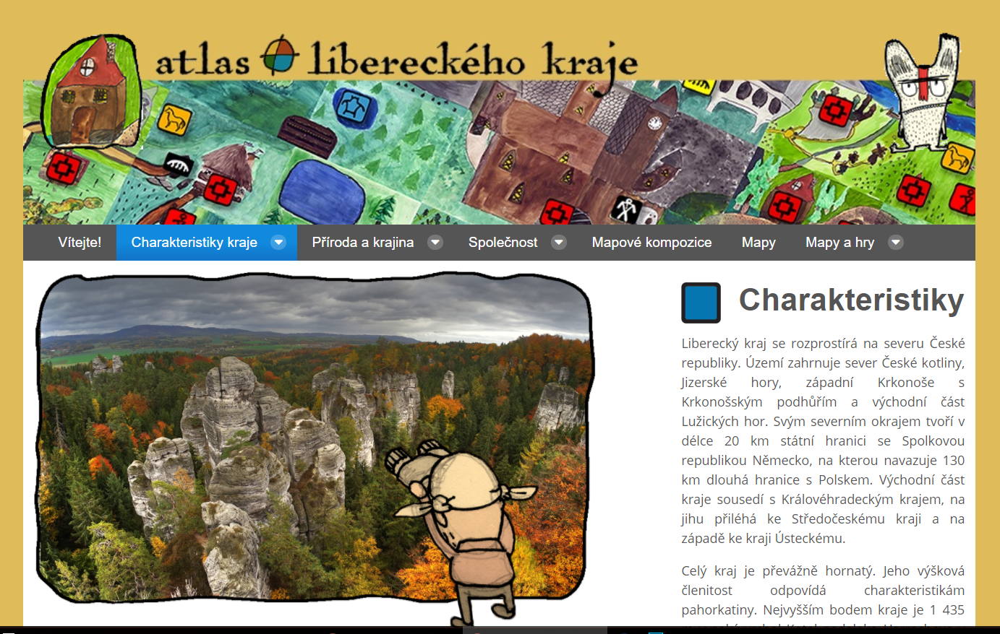 atlas libereckého kraje
Vítejte! Charakteristiky kraje Příroda a krajina Společnost Mapové kompozice Mapy Mapy a hry
Charakteristiky
Liberecký kraj se rozprostírá na severu České
republiky. Území zahrnuje sever České kotliny,
Jizerské hory, západní Krkonoše s
Krkonošským podhůřím a východní část
Lužických hor. Svým severním okrajem tvoří v
délce 20 km státní hranici se Spolkovou
republikou Německo, na kterou navazuje 130
km dlouhá hranice s Polskem. Východní část
kraje sousedí s Královéhradeckým krajem, na
jihu přiléhá ke Středočeskému kraji a na
západě ke kraji Ústeckému.
Celý kraj je převážně hornatý. Jeho výšková
členitost odpovídá charakteristikám
pahorkatiny. Nejvyšším bodem kraje je 1 435